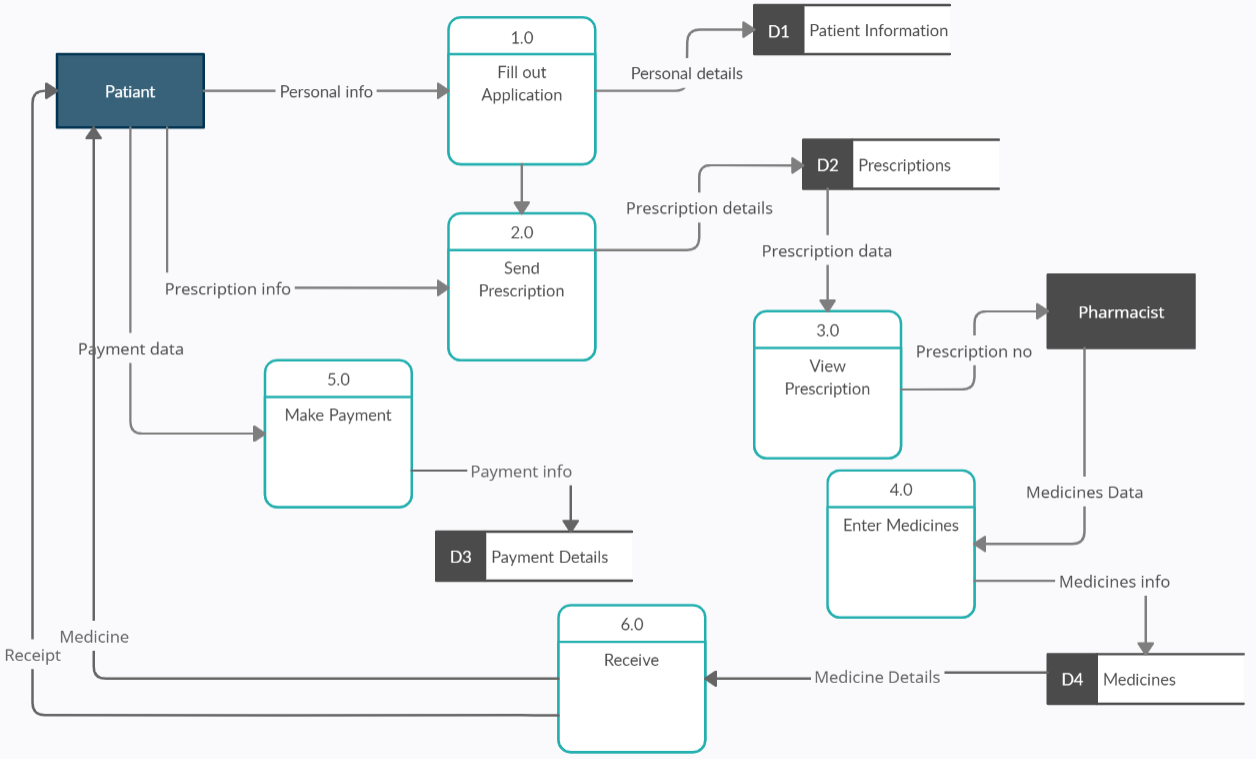 D1
Patient Information
1.0
Fill out
Application
Personal details
Patiant
Personal info
D2
Prescriptions
Prescription details
2.0
Send
Prescription
Prescription data
Prescription info
Pharmacist
3.0
View
Prescription
Prescription no
Payment data
5.0
Make Payment
Payment info
4.0
Enter Medicines
Medicines Data
D3
Payment Details
Medicines info
6.0
Receive
Medicine
Receipt
Medicine Details
D4
Medicines